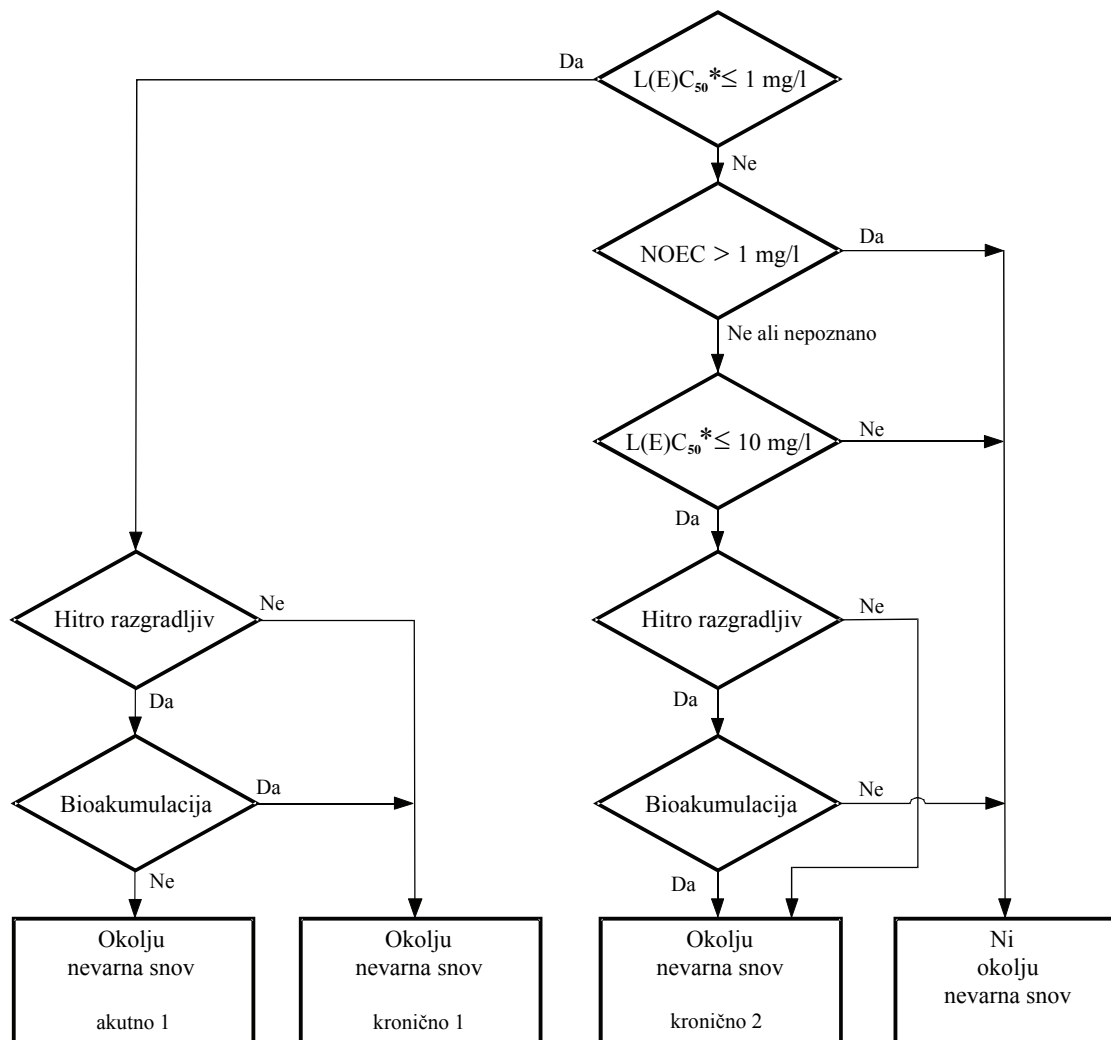 Da
L(E)C₅₀*≤ 1 mg/l
Ne
NOEC > 1 mg/l
Da
Ne ali nepoznano
L(E)C₅₀*≤ 10 mg/l
Ne
Da
Hitro razgradljiv
Ne
Da
Bioakumulacija
Da
Ne
Hitro razgradljiv
Ne
Da
Bioakumulacija
Ne
Da
Okolju
nevarna snov
akutno 1
Okolju
nevarna snov
kronično 1
Okolju
nevarna snov
kronično 2
Ni
okolju
nevarna snov